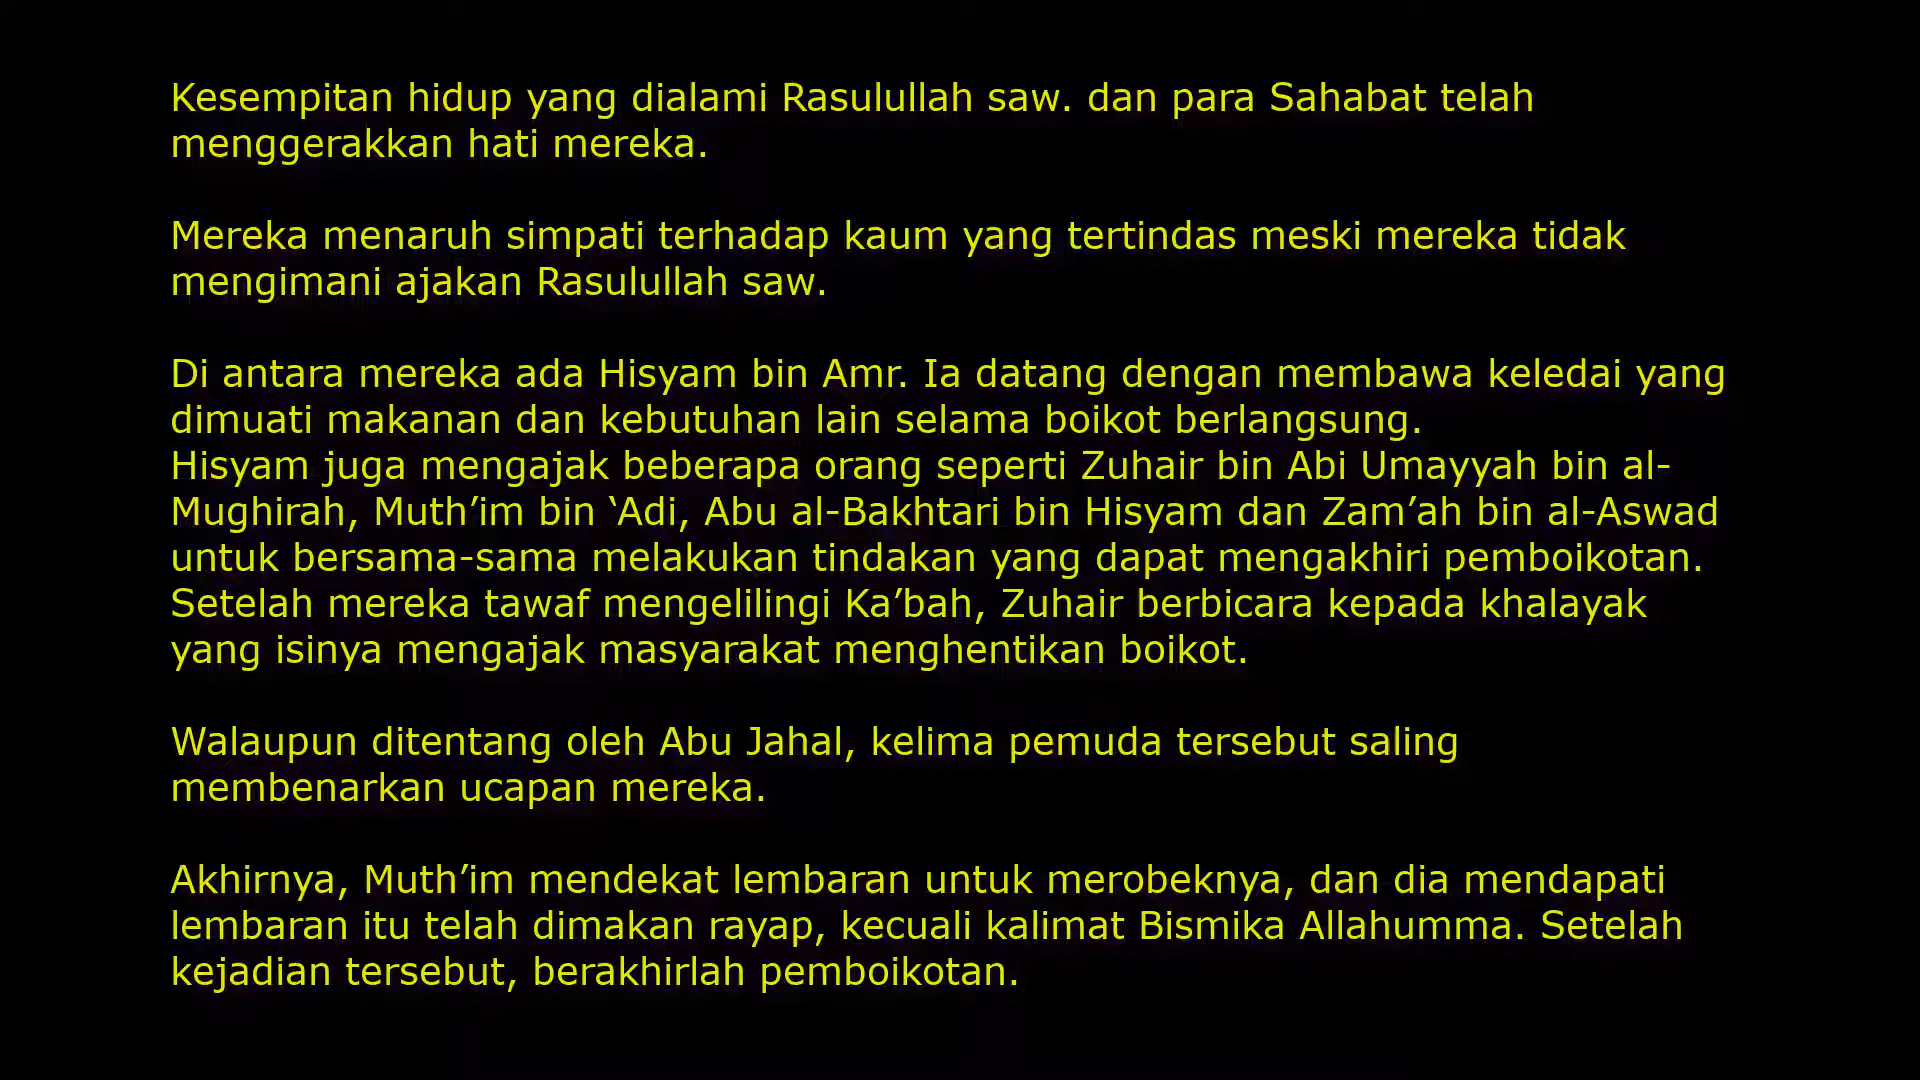 Kesempitan hidup yang dialami Rasulullah saw. dan para Sahabat telah
menggerakkan hati mereka.
Mereka menaruh simpati terhadap kaum yang tertindas meski mereka tidak
mengimani ajakan Rasulullah saw.
Di antara mereka ada Hisyam bin Amr. Ia datang dengan membawa keledai yang
dimuati makanan dan kebutuhan lain selama boikot berlangsung.
Hisyam juga mengajak beberapa orang seperti Zuhair bin Abi Umayyah bin al-
Mughirah, Muth’im bin ‘Adi, Abu al-Bakhtari bin Hisyam dan Zam’ah bin al-Aswad
untuk bersama-sama melakukan tindakan yang dapat mengakhiri pemboikotan.
Setelah mereka tawaf mengelilingi Ka’bah, Zuhair berbicara kepada khalayak
yang isinya mengajak masyarakat menghentikan boikot.
Walaupun ditentang oleh Abu Jahal, kelima pemuda tersebut saling
membenarkan ucapan mereka.
Akhirnya, Muth’im mendekat lembaran untuk merobeknya, dan dia mendapati
lembaran itu telah dimakan rayap, kecuali kalimat Bismika Allahumma. Setelah
kejadian tersebut, berakhirlah pemboikotan.